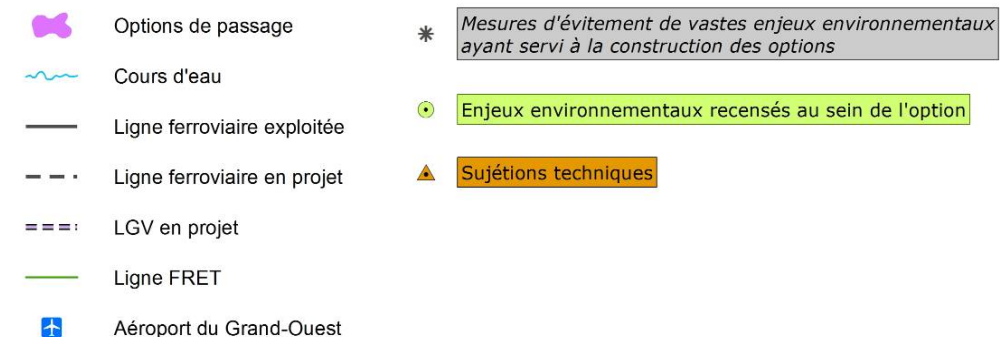 Options de passage
Cours d'eau
Ligne ferroviaire exploitée
Ligne ferroviaire en projet
LGV en projet
Ligne FRET
Aéroport du Grand-Ouest
Mesures d'évitement de vastes enjeux environnementaux
ayant servi à la construction des options
Enjeux environnementaux recensés au sein de l'option
Sujétions techniques